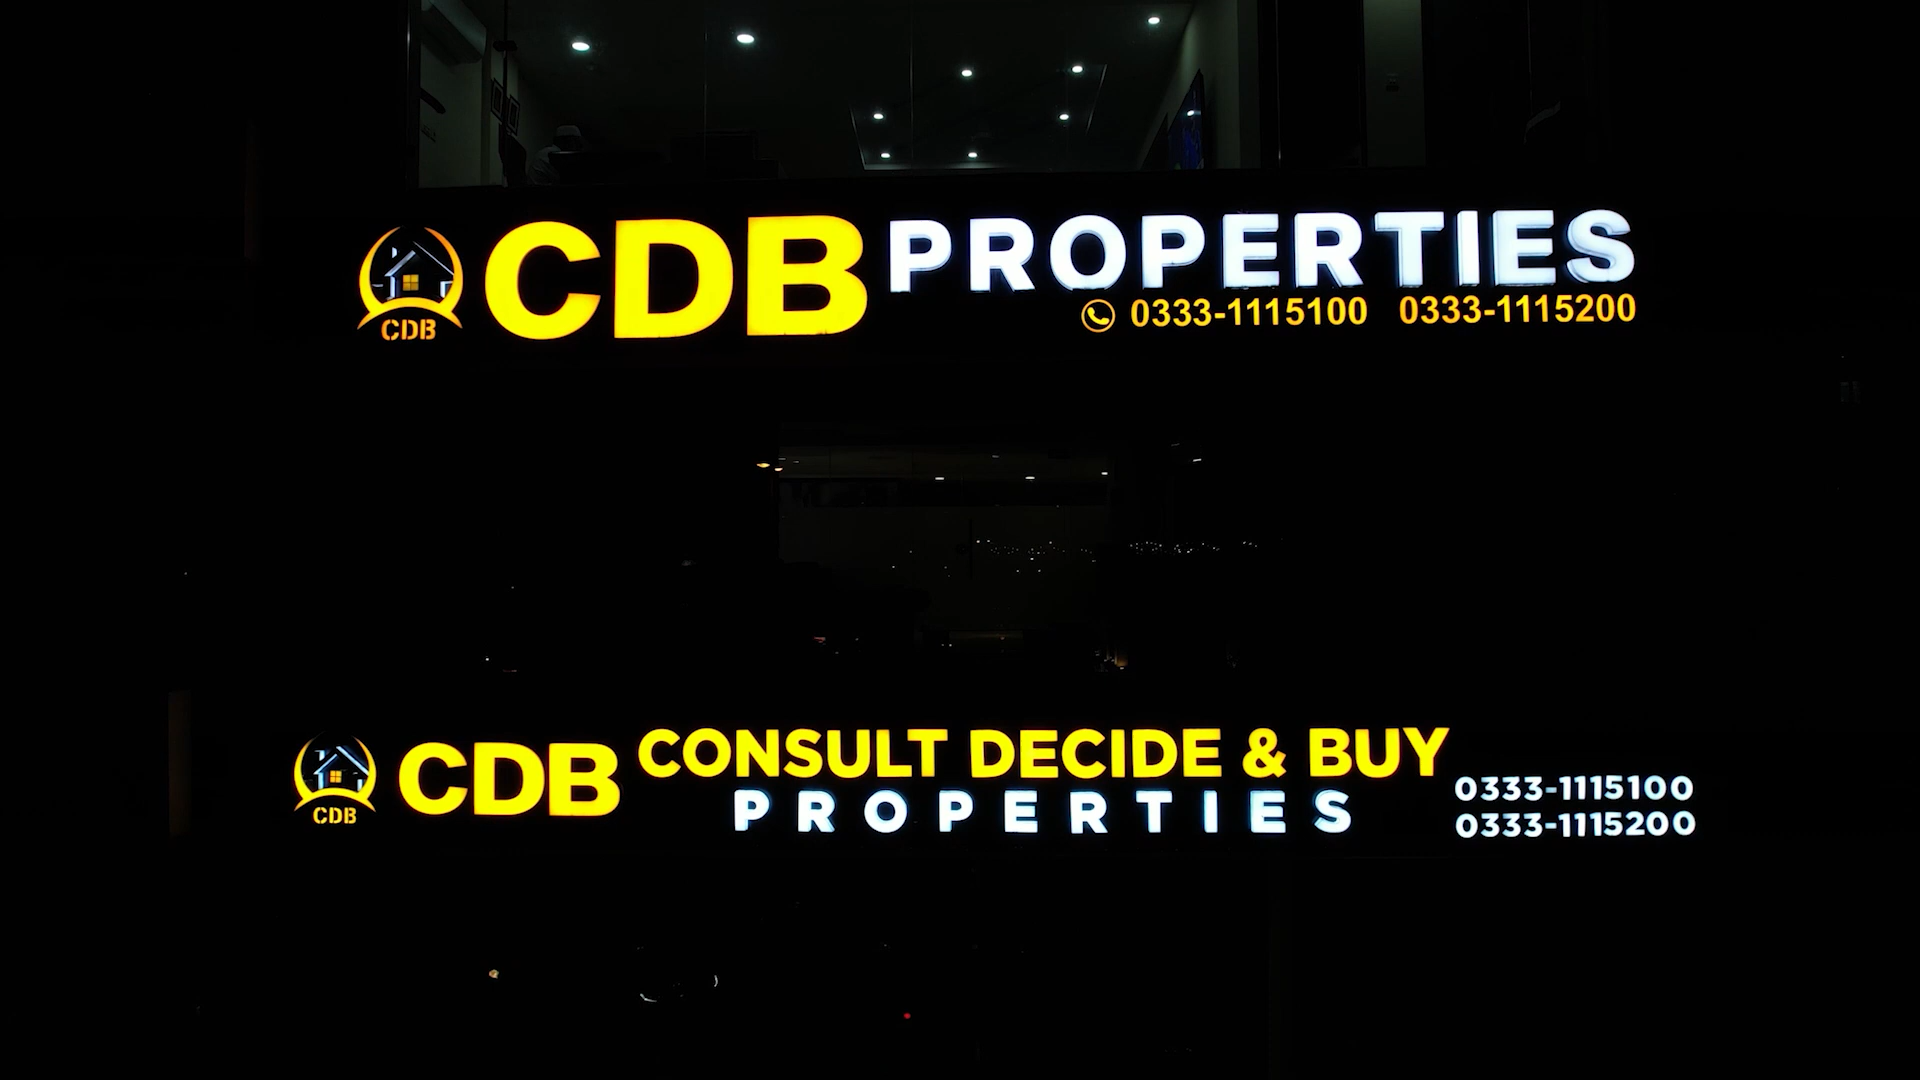 CDB PROPERTIES
CDB
0333-1115100 0333-1115200
CDB CONSULT DECIDE & BUY
PROPERTIES
CDB
0333-1115100
0333-1115200